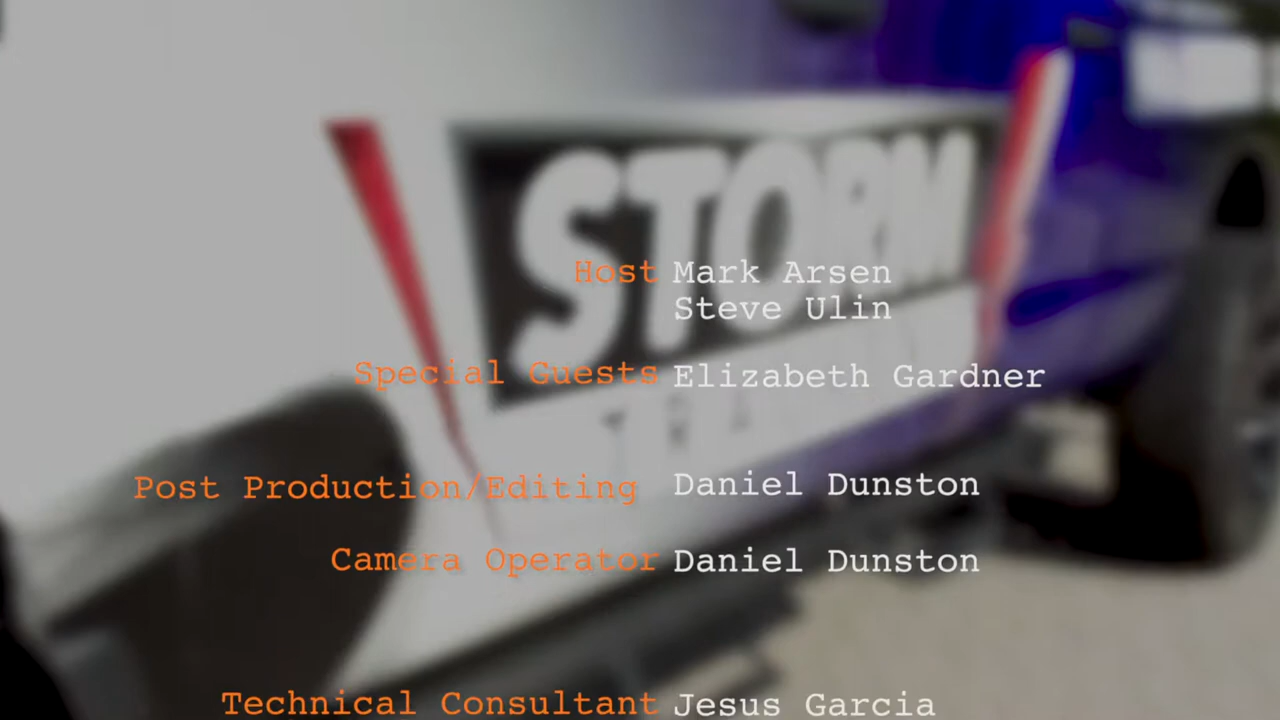 STORM
Host Mark Arsen
Steve Ulin
Special Guests Elizabeth Gardner
Post Production/Editing Daniel Dunston
Camera Operator Daniel Dunston
Technical Consultant Jesus Garcia